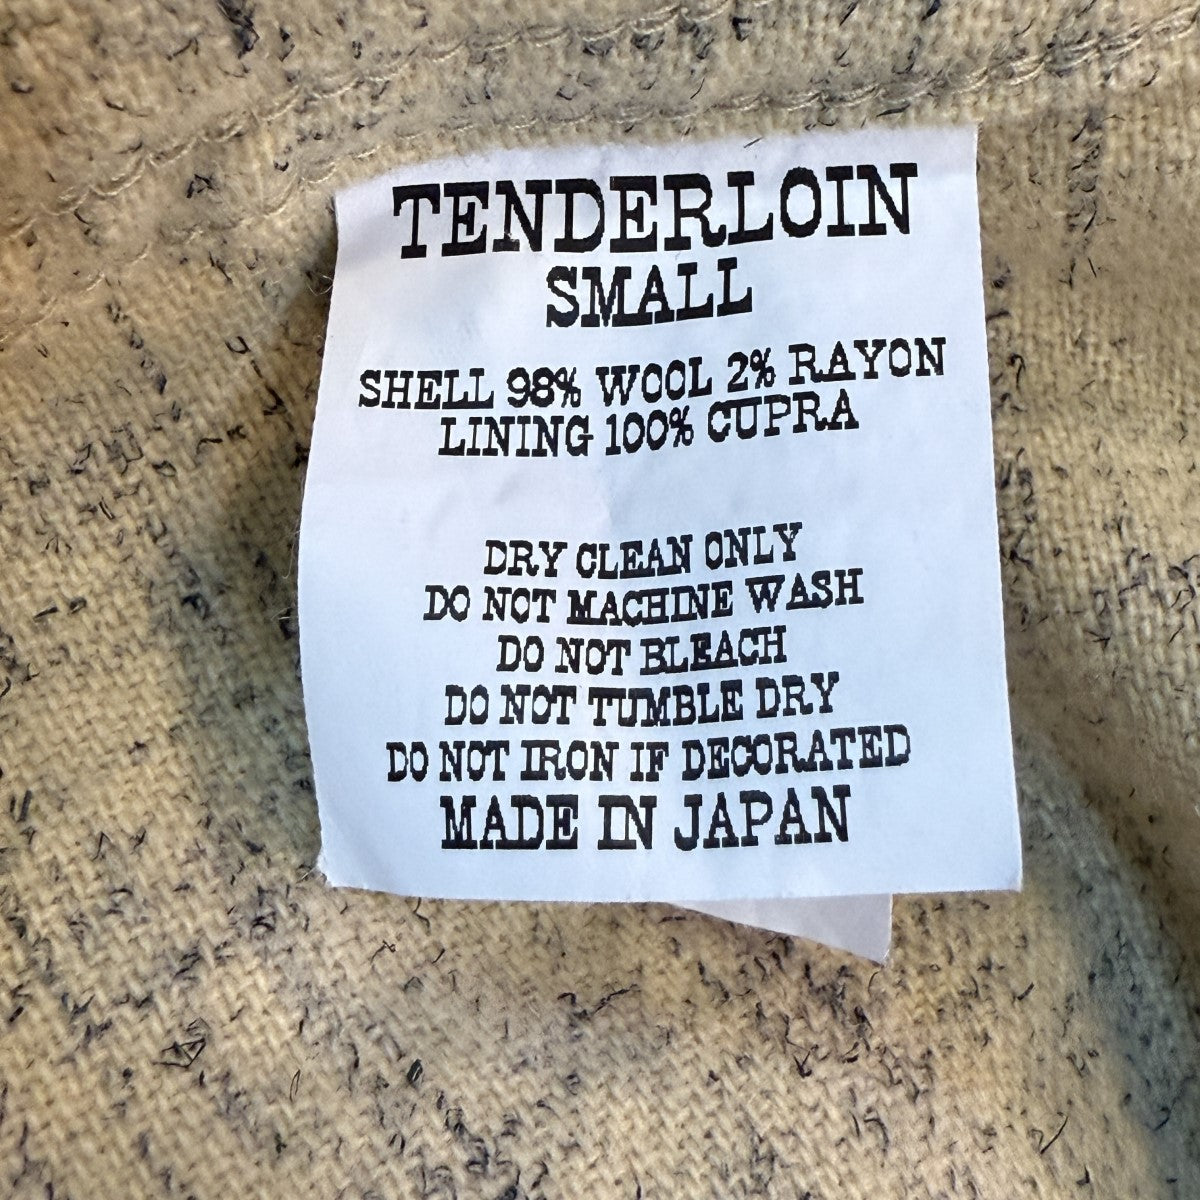 TENDERLOIN
SMALL
SHELL 98% WOOL 2% RAYON
LINING 100% CUPRA
DRY CLEAN ONLY
DO NOT MACHINE WASH
DO NOT BLEACH
DO NOT TUMBLE DRY
DO NOT IRON IF DECORATED
MADE IN JAPAN